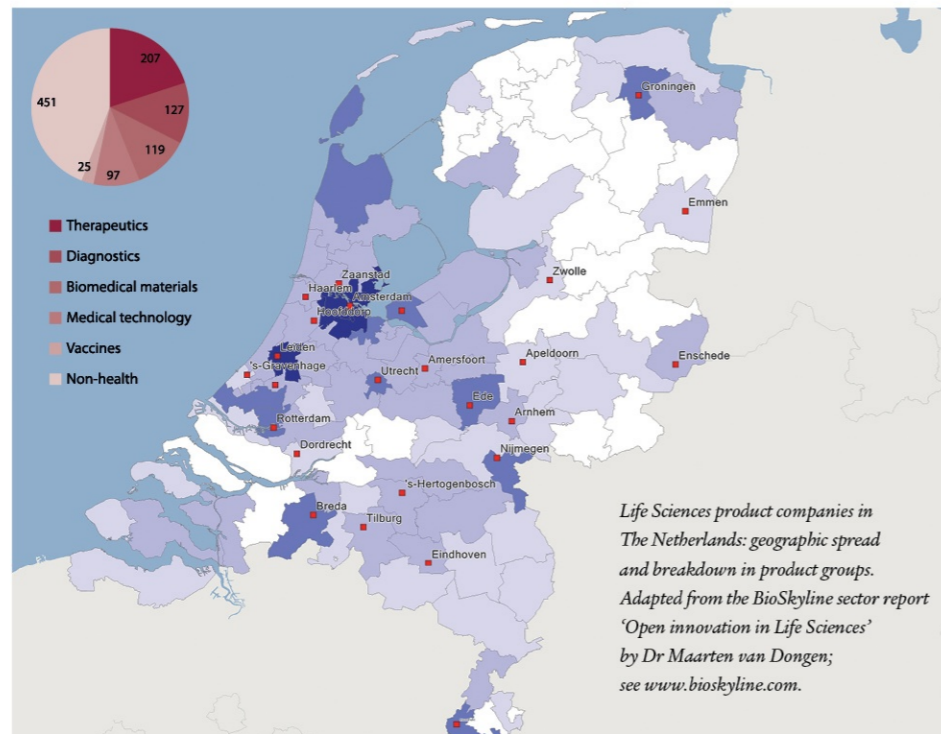 207
127
119
97
25
451
Therapeutics
Diagnostics
Biomedical materials
Medical technology
Vaccines
Non-health
Groningen
Emmen
Zwolle
Zaanstad
Haarlem
Amsterdam
Hoofddorp
Leiden
's-Gravenhage
Utrecht
Amersfoort
Apeldoorn
Enschede
Ede
Arnhem
Rotterdam
Dordrecht
Nijmegen
's-Hertogenbosch
Breda
Tilburg
Eindhoven
Life Sciences product companies in
The Netherlands: geographic spread
and breakdown in product groups.
Adapted from the BioSkyline sector report
‘Open innovation in Life Sciences’
by Dr Maarten van Dongen;
see www.bioskyline.com.